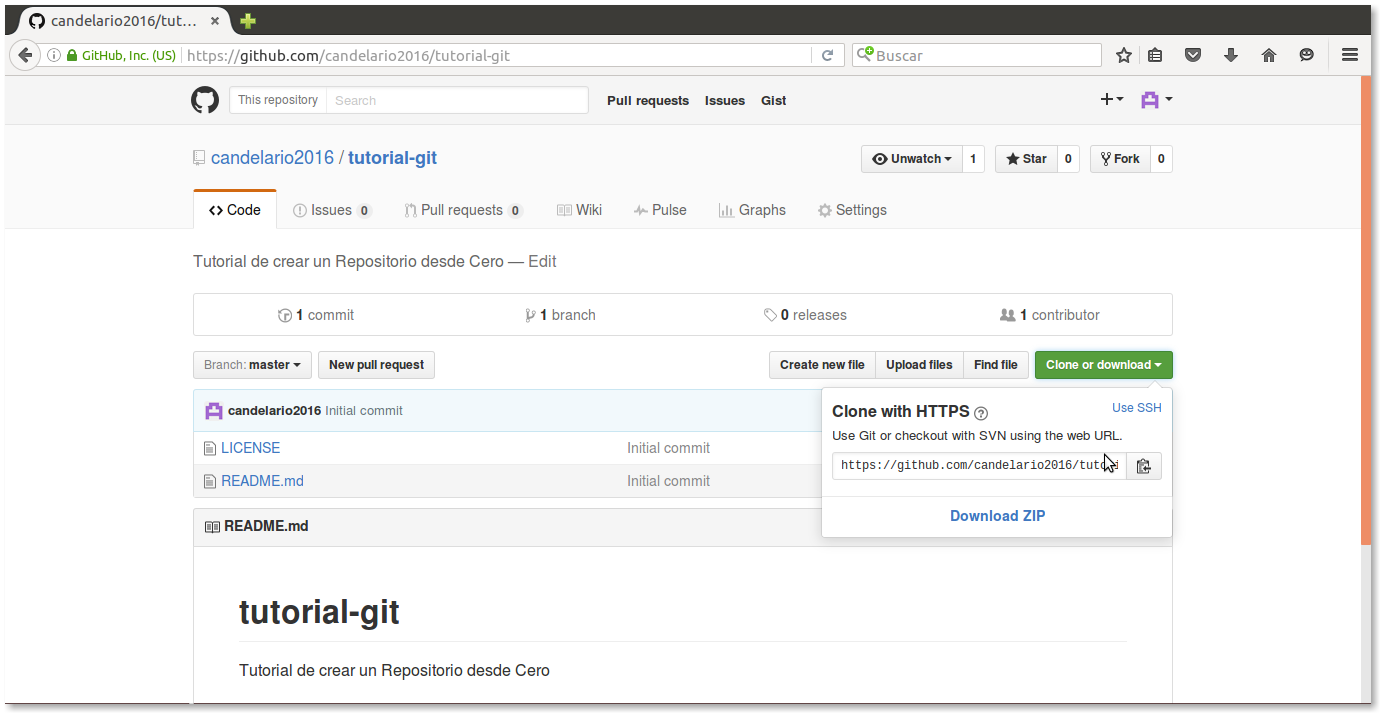 candelario2016/tut...
GitHub, Inc. (US) https://github.com/candelario2016/tutorial-git Buscar
This repository Search Pull requests Issues Gist
candelario2016 / tutorial-git Unwatch 1 Star 0 Fork 0
Code Issues 0 Pull requests 0 Wiki Pulse Graphs Settings
Tutorial de crear un Repositorio desde Cero — Edit
1 commit 1 branch 0 releases 1 contributor
Branch: master New pull request Create new file Upload files Find file Clone or download
candelario2016 Initial commit
LICENSE Initial commit
README.md Initial commit
Clone with HTTPS Use SSH
Use Git or checkout with SVN using the web URL.
https://github.com/candelario2016/tutori
Download ZIP
README.md
tutorial-git
Tutorial de crear un Repositorio desde Cero